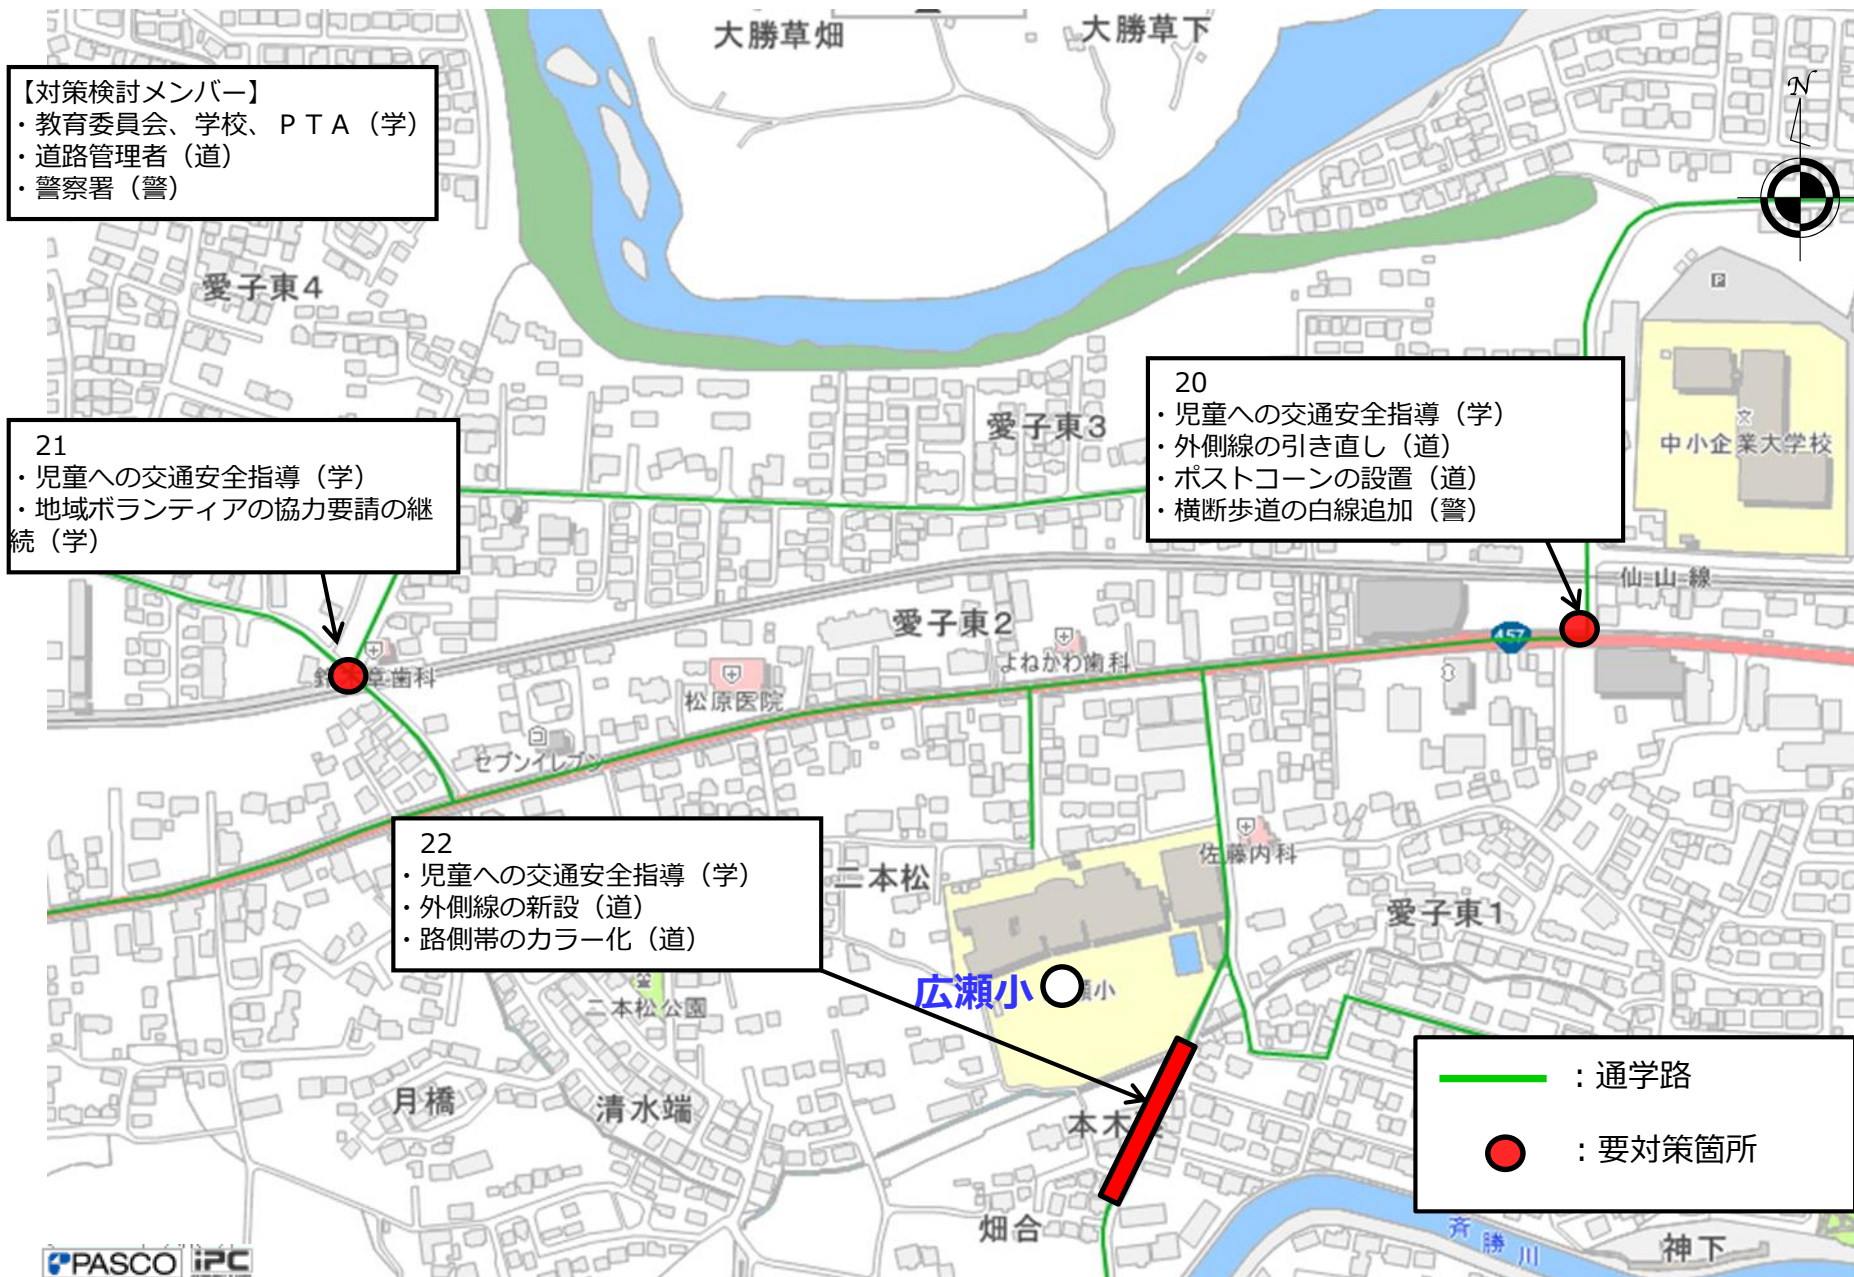 大勝草畑
大勝草下
【対策検討メンバー】
・教育委員会、学校、ＰＴＡ（学）
・道路管理者（道）
・警察署（警）
N
愛子東4
P
20
・児童への交通安全指導（学）
・外側線の引き直し（道）
・ポストコーンの設置（道）
・横断歩道の白線追加（警）
愛子東3
文
中小企業大学校
21
・児童への交通安全指導（学）
・地域ボランティアの協力要請の継
続（学）
仙山線
愛子東2
457
よねかわ歯科
章歯科
松原医院
セブンイレブン
22
・児童への交通安全指導（学）
・外側線の新設（道）
・路側帯のカラー化（道）
二本松
佐藤内科
愛子東1
広瀬小
瀬小
二本松公園
月橋
清水端
本木
：通学路
：要対策箇所
畑合
斉勝川
神下
PASCO iPC